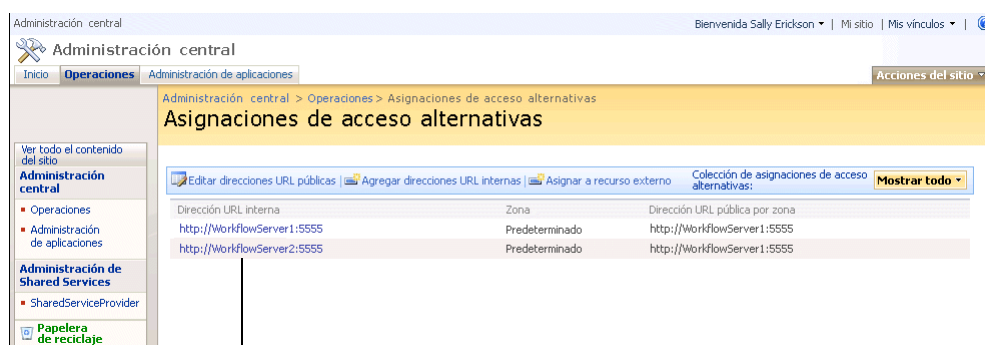 Administración central
Bienvenida Sally Erickson | Mi sitio | Mis vínculos |
Administración central
Inicio Operaciones Administración de aplicaciones
Acciones del sitio
Administración central > Operaciones > Asignaciones de acceso alternativas
Asignaciones de acceso alternativas
Ver todo el contenido
del sitio
Administración
central
Operaciones
Administración
de aplicaciones
Administración de
Shared Services
SharedServiceProvider
Papelera
de reciclaje
Editar direcciones URL públicas | Agregar direcciones URL internas | Asignar a recurso externo
Colección de asignaciones de acceso
alternativas:
Mostrar todo
Dirección URL interna Zona Dirección URL pública por zona
http://WorkflowServer1:5555 Predeterminado http://WorkflowServer1:5555
http://WorkflowServer2:5555 Predeterminado http://WorkflowServer1:5555